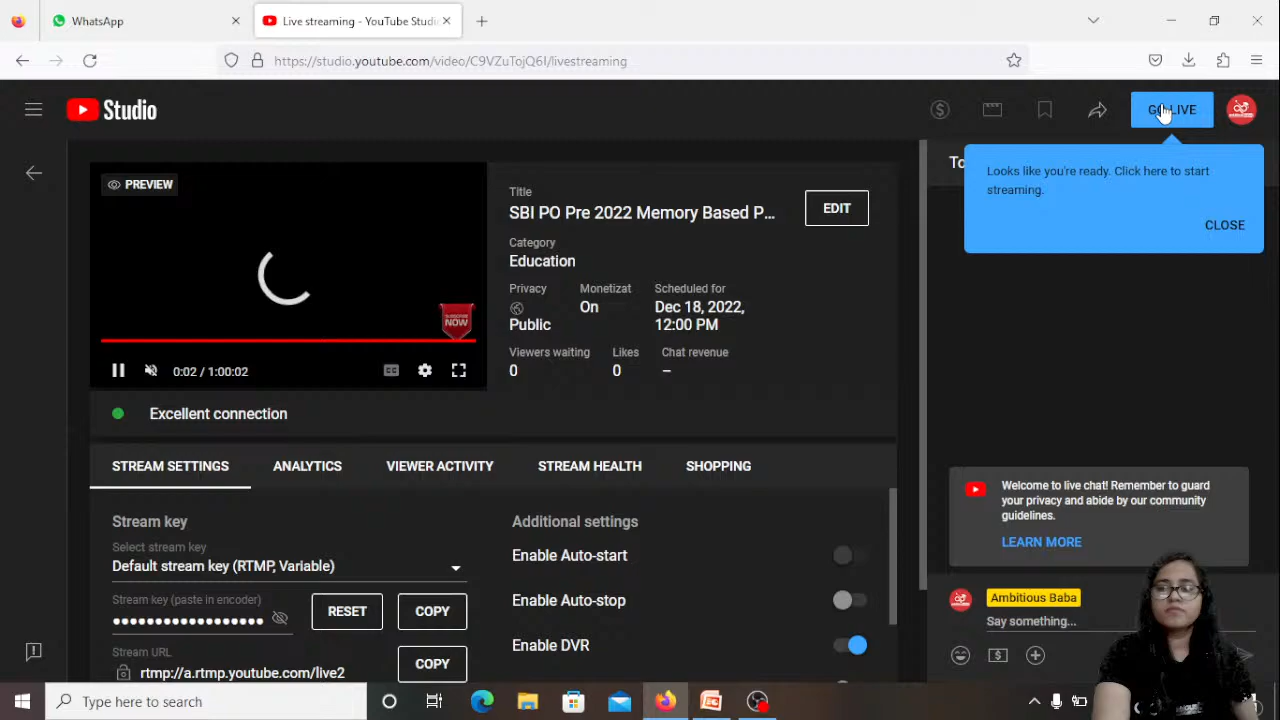 WhatsApp
Live streaming - YouTube Studio
https://studio.youtube.com/video/C9VZuTojQ6I/livestreaming
Studio
GO LIVE
Looks like you're ready. Click here to start
streaming.
CLOSE
PREVIEW
NOW
0:02 / 1:00:02
Title
SBI PO Pre 2022 Memory Based P...
EDIT
Category
Education
Privacy
Public
Monetizat
On
Scheduled for
Dec 18, 2022,
12:00 PM
Viewers waiting
0
Likes
0
Chat revenue
–
Excellent connection
STREAM SETTINGS
ANALYTICS
VIEWER ACTIVITY
STREAM HEALTH
SHOPPING
Stream key
Select stream key
Default stream key (RTMP, Variable)
Stream key (paste in encoder)
RESET
COPY
Stream URL
rtmp://a.rtmp.youtube.com/live2
COPY
Additional settings
Enable Auto-start
Enable Auto-stop
Enable DVR
To
Welcome to live chat! Remember to guard
your privacy and abide by our community
guidelines.
LEARN MORE
Ambitious Baba
Say something...
Type here to search